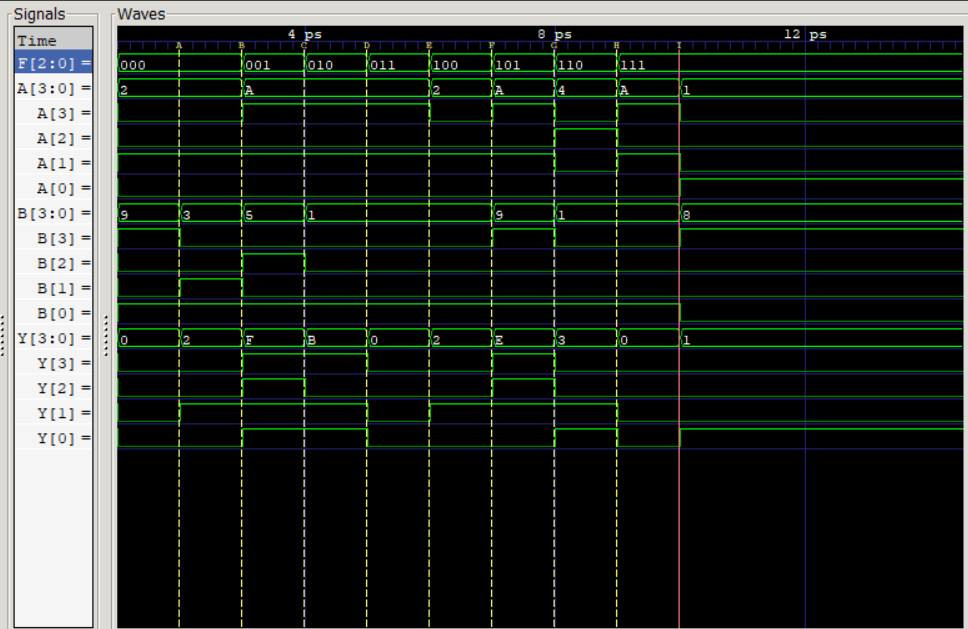 Signals Waves
Time 4 ps 8 ps 12 ps
A B C D E F G H I
F[2:0]= 000 001 010 011 100 101 110 111
A[3:0]= 2 A 2 A 4 A 1
A[3]=
A[2]=
A[1]=
A[0]=
B[3:0]= 9 3 5 1 9 1 8
B[3]=
B[2]=
B[1]=
B[0]=
Y[3:0]= 0 2 F B 0 2 E 3 0 1
Y[3]=
Y[2]=
Y[1]=
Y[0]=